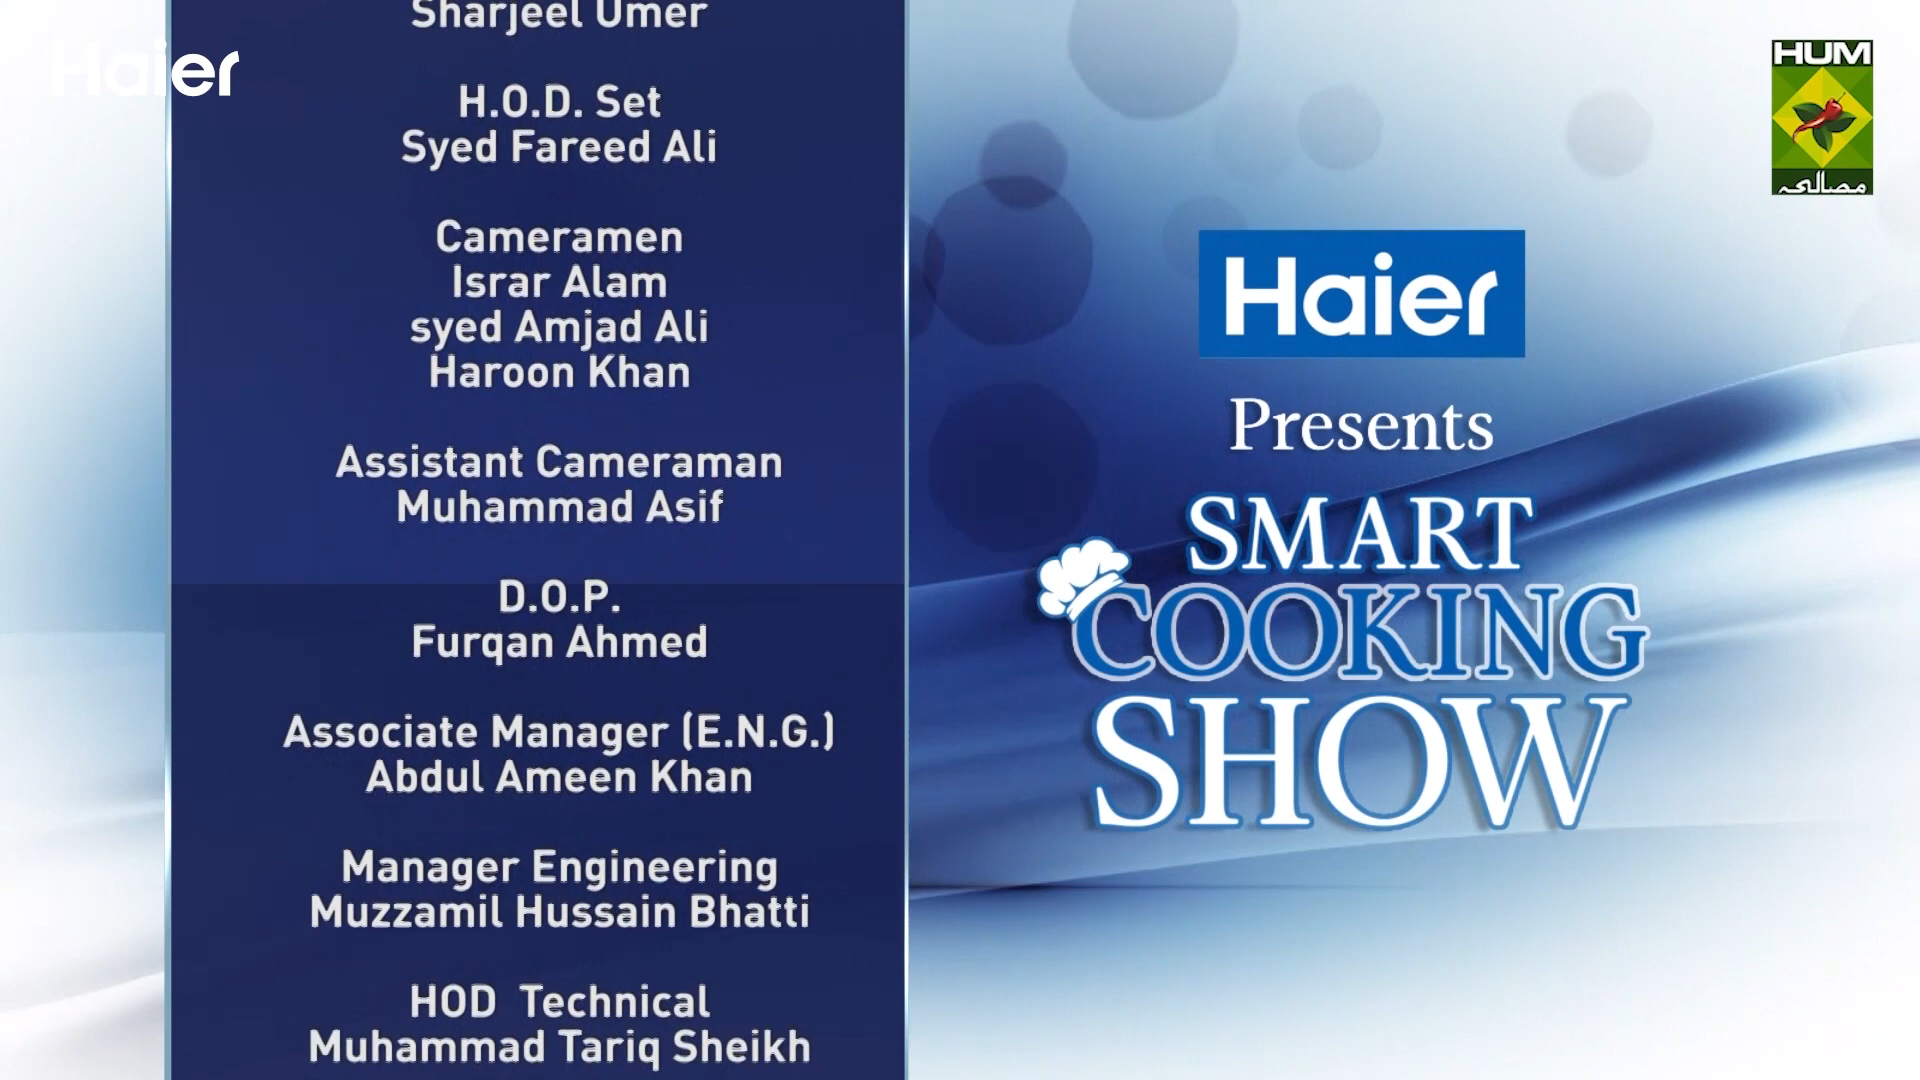 Sharjeel Umer
Haier
H.O.D. Set
Syed Fareed Ali
Cameramen
Israr Alam
syed Amjad Ali
Haroon Khan
Assistant Cameraman
Muhammad Asif
D.O.P.
Furqan Ahmed
Associate Manager (E.N.G.)
Abdul Ameen Khan
Manager Engineering
Muzzamil Hussain Bhatti
HOD  Technical
Muhammad Tariq Sheikh
HUM
مصالحہ
Haier
Presents
SMART
COOKING
SHOW